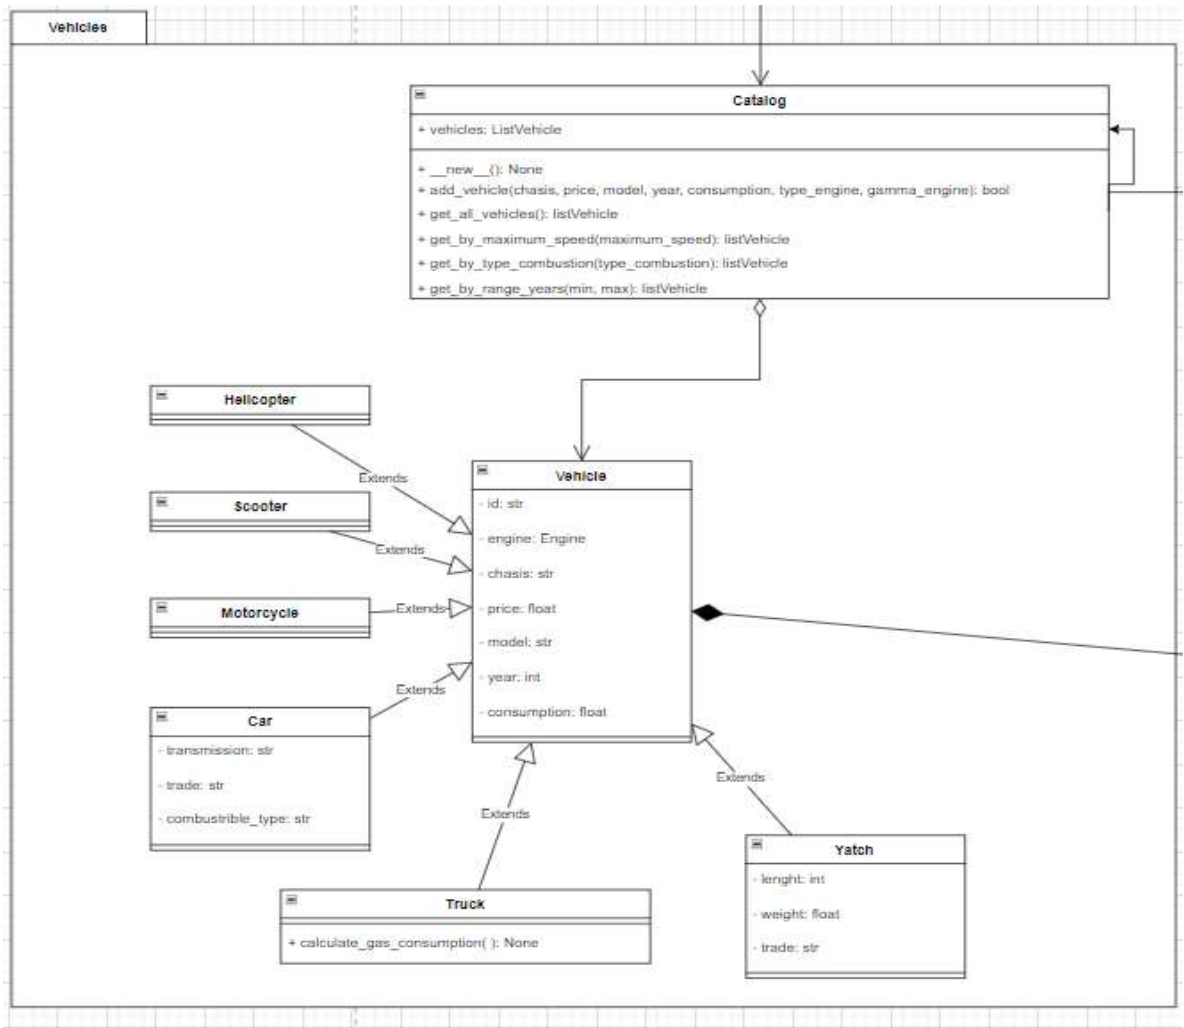 Vehicles
Catalog
+ vehicles: ListVehicle
+ __new__(): None
+ add_vehicle(chasis, price, model, year, consumption, type_engine, gamma_engine): bool
+ get_all_vehicles(): listVehicle
+ get_by_maximum_speed(maximum_speed): listVehicle
+ get_by_type_combustion(type_combustion): listVehicle
+ get_by_range_years(min, max): listVehicle
Helicopter
Extends
Scooter
Extends
Motorcycle
Extends
Car
- transmission: str
- trade: str
- combustrible_type: str
Extends
Vehicle
- id: str
- engine: Engine
- chasis: str
- price: float
- model: str
- year: int
- consumption: float
Extends
Truck
+ calculate_gas_consumption( ): None
Extends
Yatch
- lenght: int
- weight: float
- trade: str